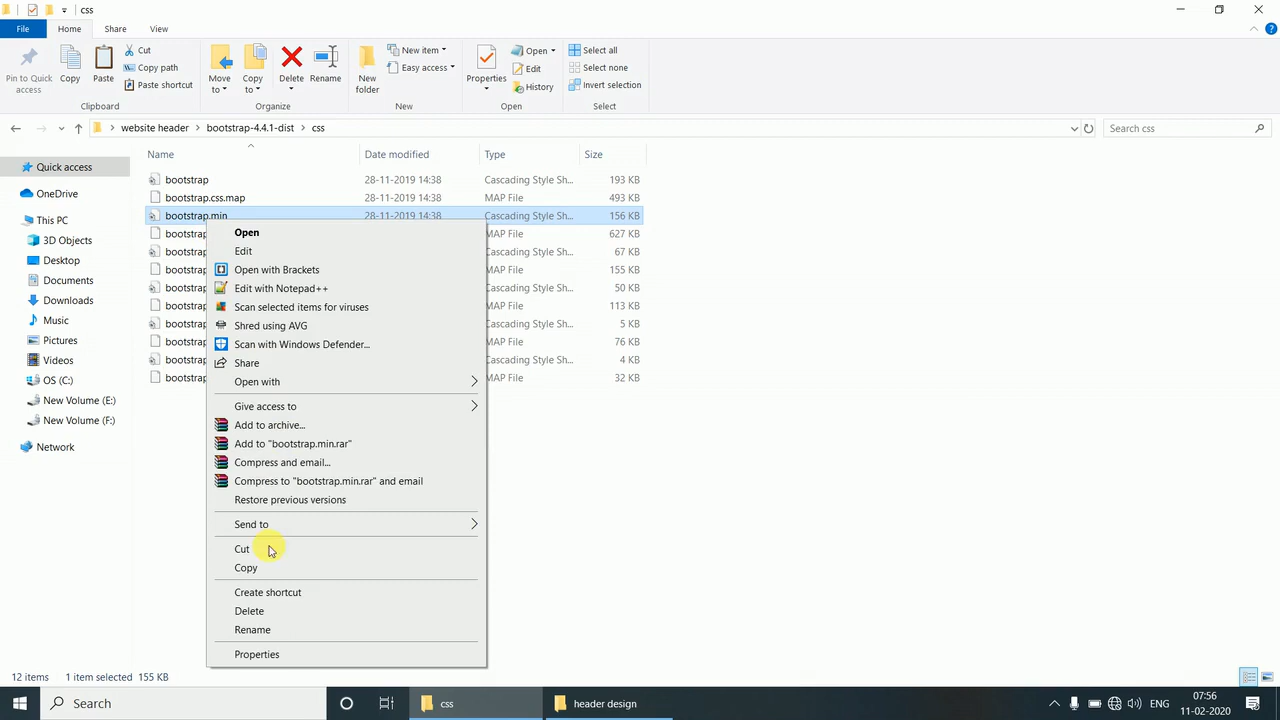 css
File
Home
Share
View
Pin to Quick access
Copy
Paste
Cut
Copy path
Paste shortcut
Clipboard
Move to
Copy to
Delete
Rename
Organize
New folder
New item
Easy access
New
Properties
Open
Edit
History
Open
Select all
Select none
Invert selection
Select
website header > bootstrap-4.4.1-dist > css
Search css
Name Date modified Type Size
Quick access
OneDrive
This PC
3D Objects
Desktop
Documents
Downloads
Music
Pictures
Videos
OS (C:)
New Volume (E:)
New Volume (F:)
Network
bootstrap 28-11-2019 14:38 Cascading Style Sh... 193 KB
bootstrap.css.map 28-11-2019 14:38 MAP File 493 KB
bootstrap.min 28-11-2019 14:38 Cascading Style Sh... 156 KB
bootstrap MAP File 627 KB
bootstrap Cascading Style Sh... 67 KB
bootstrap MAP File 155 KB
bootstrap Cascading Style Sh... 50 KB
bootstrap MAP File 113 KB
bootstrap Cascading Style Sh... 5 KB
bootstrap MAP File 76 KB
bootstrap Cascading Style Sh... 4 KB
bootstrap MAP File 32 KB
Open
Edit
Open with Brackets
Edit with Notepad++
Scan selected items for viruses
Shred using AVG
Scan with Windows Defender...
Share
Open with
Give access to
Add to archive...
Add to "bootstrap.min.rar"
Compress and email...
Compress to "bootstrap.min.rar" and email
Restore previous versions
Send to
Cut
Copy
Create shortcut
Delete
Rename
Properties
12 items 1 item selected 155 KB
Search
css
header design
ENG
07:56
11-02-2020